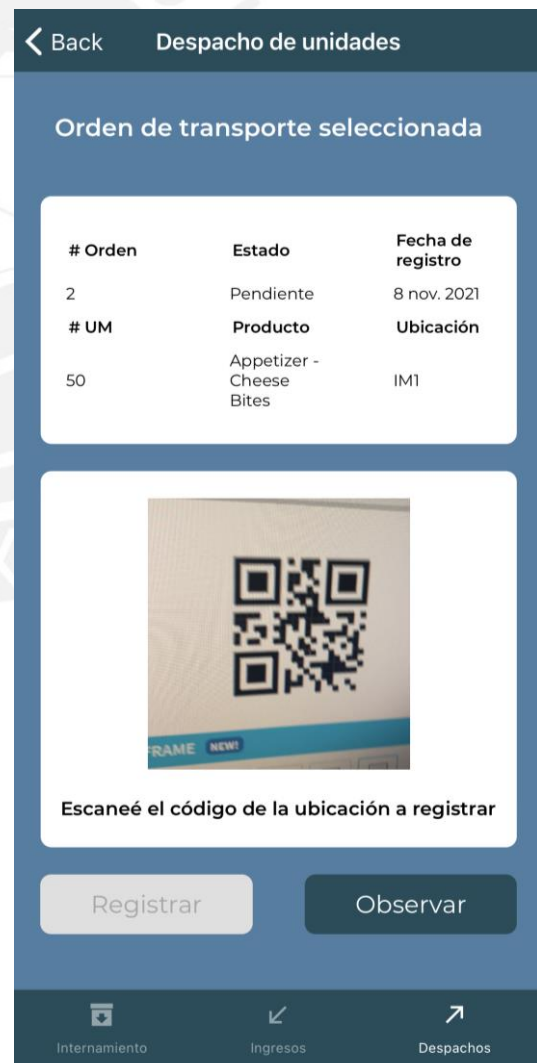 Back
Despacho de unidades
Orden de transporte seleccionada
# Orden Estado Fecha de registro
2 Pendiente 8 nov. 2021
# UM Producto Ubicación
50 Appetizer - Cheese Bites IM1
FRAME NEW!
Escaneé el código de la ubicación a registrar
Registrar Observar
Internamiento Ingresos Despachos